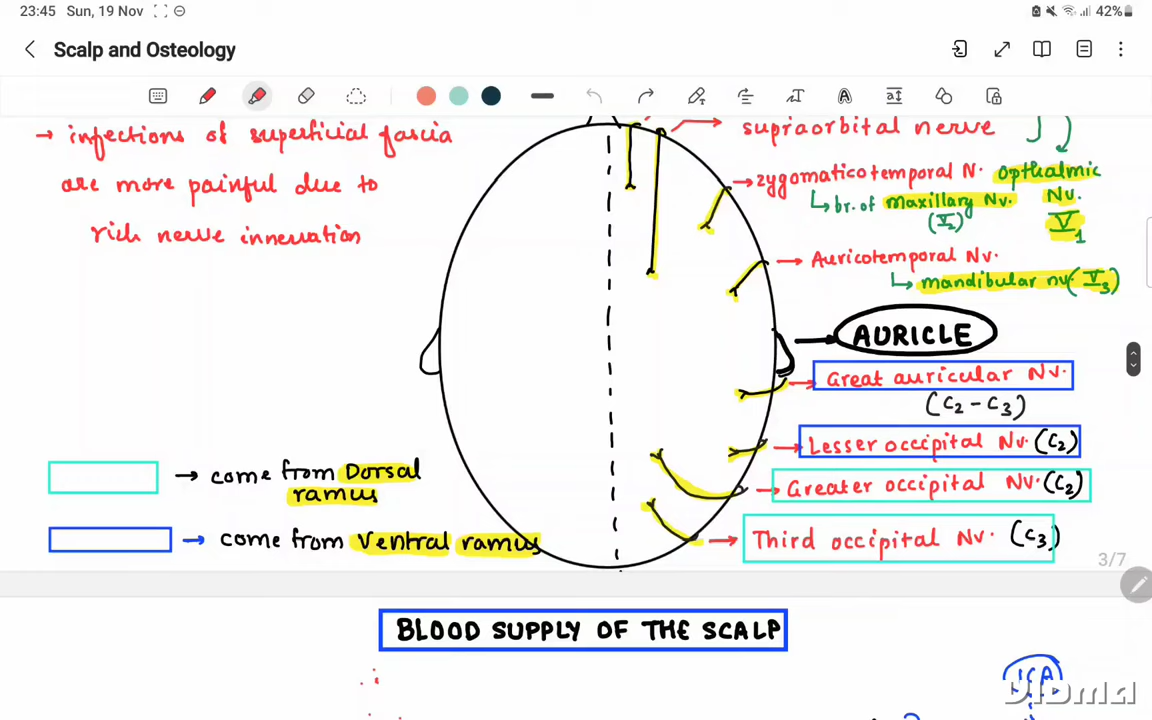 23:45 Sun, 19 Nov
42%
Scalp and Osteology
→ infections of superficial fascia
are more painful due to
rich nerve innervation
supraorbital nerve
→ zygomaticotemporal N.
↳ br. of maxillary Nv.
(V₂)
opthalmic
Nv.
V₁
→ Auricotemporal Nv.
↳ mandibular nv (V₃)
→ AURICLE
→ Great auricular Nv.
(C₂ - C₃)
→ Lesser occipital Nv. (C₂)
→ Greater occipital Nv. (C₂)
→ Third occipital Nv. (C₃)
→ come from Dorsal
ramus
→ come from Ventral ramus
3/7
BLOOD SUPPLY OF THE SCALP
ICA